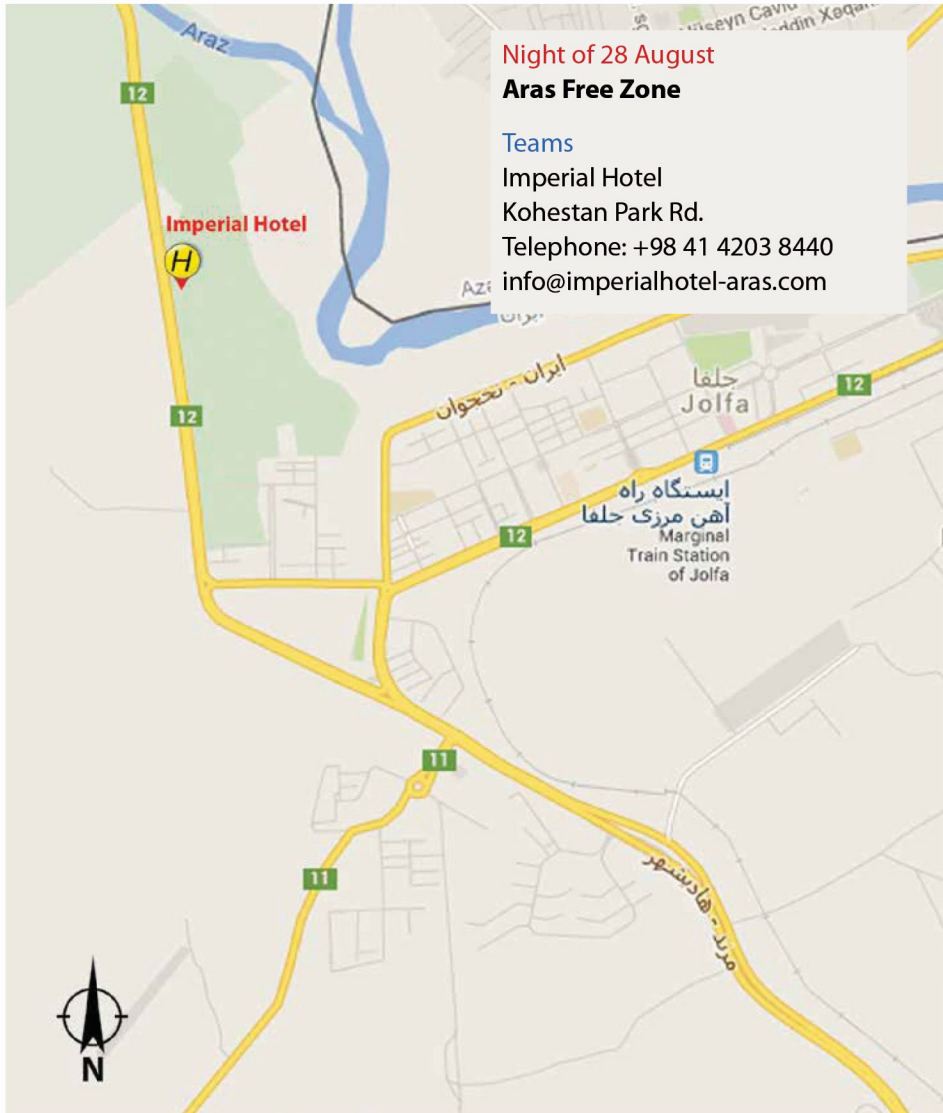 Araz
Night of 28 August
Aras Free Zone
Teams
Imperial Hotel
Kohestan Park Rd.
Telephone: +98 41 4203 8440
info@imperialhotel-aras.com
12
Imperial Hotel
H
ایران
ایران - نخجوان
جلفا
Jolfa
12
12
ایستگاه راه
آهن مرزی جلفا
Marginal
Train Station
of Jolfa
12
11
11
مرند - هادیشهر
N